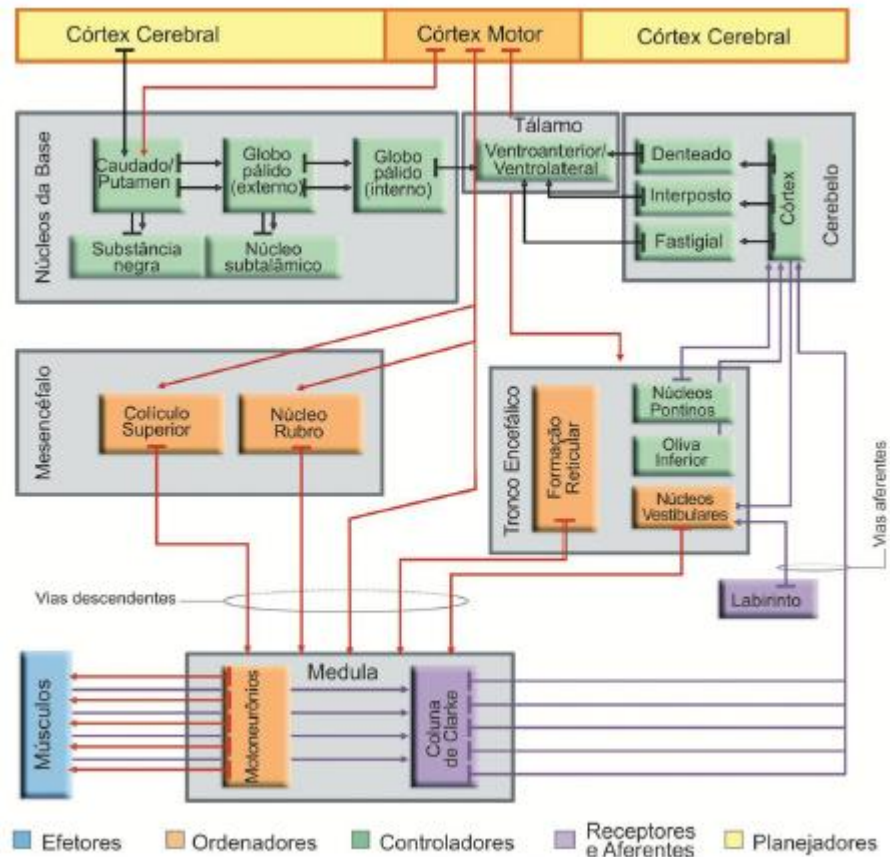 Córtex Cerebral
Córtex Motor
Córtex Cerebral
Núcleos da Base
Caudado/
Putamen
Globo
pálido
(externo)
Globo
pálido
(interno)
Substância
negra
Núcleo
subtalâmico
Tálamo
Ventroanterior/
Ventrolateral
Denteado
Interposto
Fastigial
Córtex
Cerebelo
Mesencéfalo
Colículo
Superior
Núcleo
Rubro
Tronco Encefálico
Formação
Reticular
Núcleos
Pontinos
Oliva
Inferior
Núcleos
Vestibulares
Vias aferentes
Labirinto
Vias descendentes
Músculos
Medula
Motoneurônios
Coluna
de Clarke
Efetores
Ordenadores
Controladores
Receptores
e Aferentes
Planejadores